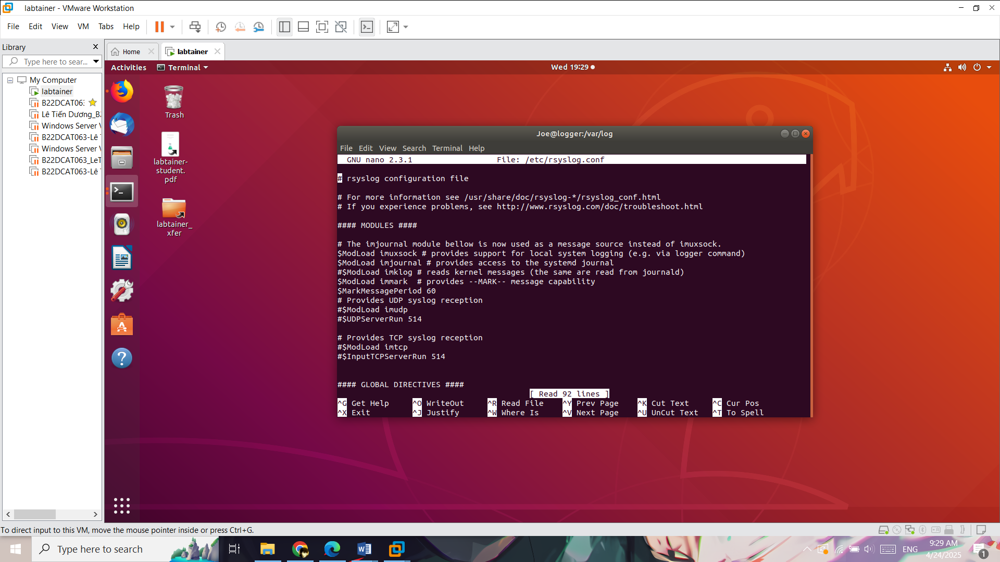 labtainer - VMware Workstation
File Edit View VM Tabs Help
Library
Type here to sear...
My Computer
labtainer
B22DCAT06:
Lê Tiến Dương_B2
Windows Server V
B22DCAT063-Lê T
Windows Server V
B22DCAT063_LeT
B22DCAT063-Lê T
Home
labtainer
Activities
Terminal
Wed 19:29
Trash
labtainer-
student.
pdf
labtainer_
xfer
Joe@logger:/var/log
File Edit View Search Terminal Help
GNU nano 2.3.1 File: /etc/rsyslog.conf
# rsyslog configuration file
# For more information see /usr/share/doc/rsyslog-*/rsyslog_conf.html
# If you experience problems, see http://www.rsyslog.com/doc/troubleshoot.html
#### MODULES ####
# The imjournal module bellow is now used as a message source instead of imuxsock.
$ModLoad imuxsock # provides support for local system logging (e.g. via logger command)
$ModLoad imjournal # provides access to the systemd journal
#$ModLoad imklog # reads kernel messages (the same are read from journald)
$ModLoad immark  # provides --MARK-- message capability
$MarkMessagePeriod 60
# Provides UDP syslog reception
#$ModLoad imudp
#$UDPServerRun 514
# Provides TCP syslog reception
#$ModLoad imtcp
#$InputTCPServerRun 514
#### GLOBAL DIRECTIVES ####
[ Read 92 lines ]
^G Get Help ^O WriteOut ^R Read File ^Y Prev Page ^K Cut Text ^C Cur Pos
^X Exit ^J Justify ^W Where Is ^V Next Page ^U UnCut Text ^T To Spell
To direct input to this VM, move the mouse pointer inside or press Ctrl+G.
Type here to search
ENG
9:29 AM
4/24/2025
1